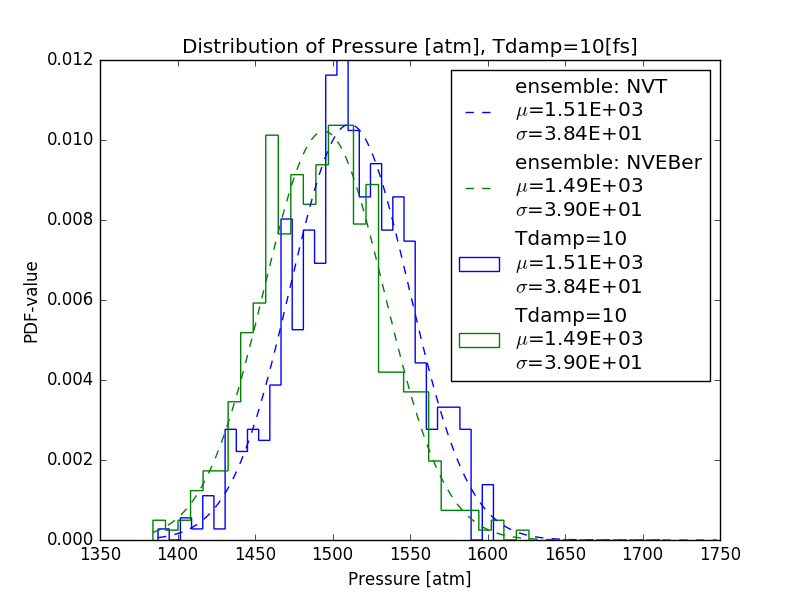 Distribution of Pressure [atm], Tdamp=10[fs]
0.012
0.010
0.008
0.006
0.004
0.002
0.000
PDF-value
ensemble: NVT
μ=1.51E+03
σ=3.84E+01
ensemble: NVEBer
μ=1.49E+03
σ=3.90E+01
Tdamp=10
μ=1.51E+03
σ=3.84E+01
Tdamp=10
μ=1.49E+03
σ=3.90E+01
1350 1400 1450 1500 1550 1600 1650 1700 1750
Pressure [atm]